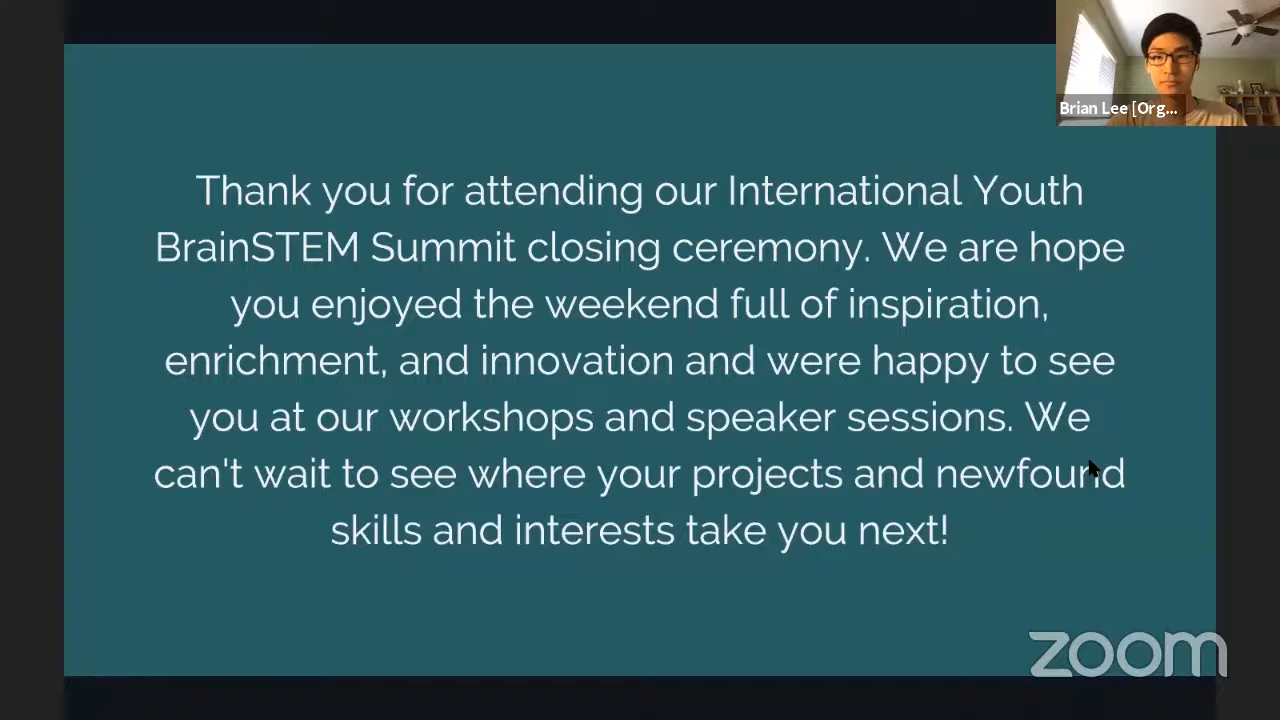 Brian Lee [Org...
Thank you for attending our International Youth
BrainSTEM Summit closing ceremony. We are hope
you enjoyed the weekend full of inspiration,
enrichment, and innovation and were happy to see
you at our workshops and speaker sessions. We
can't wait to see where your projects and newfound
skills and interests take you next!
zoom